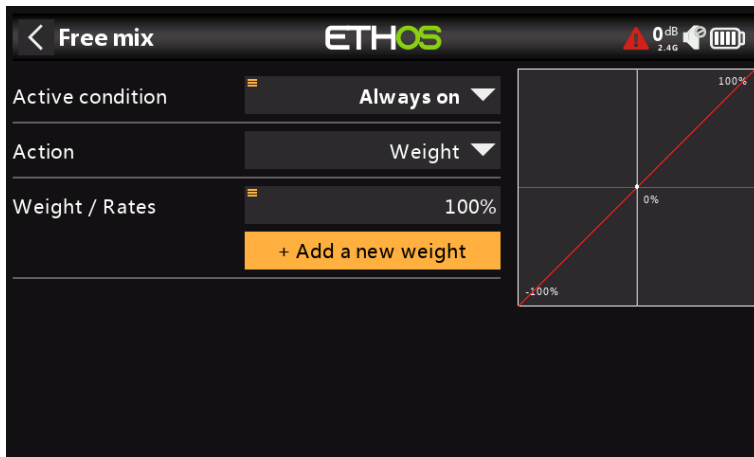 Free mix
ETHOS
0dB
2.4G
Active condition
Always on
Action
Weight
Weight / Rates
100%
+ Add a new weight
100%
0%
-100%